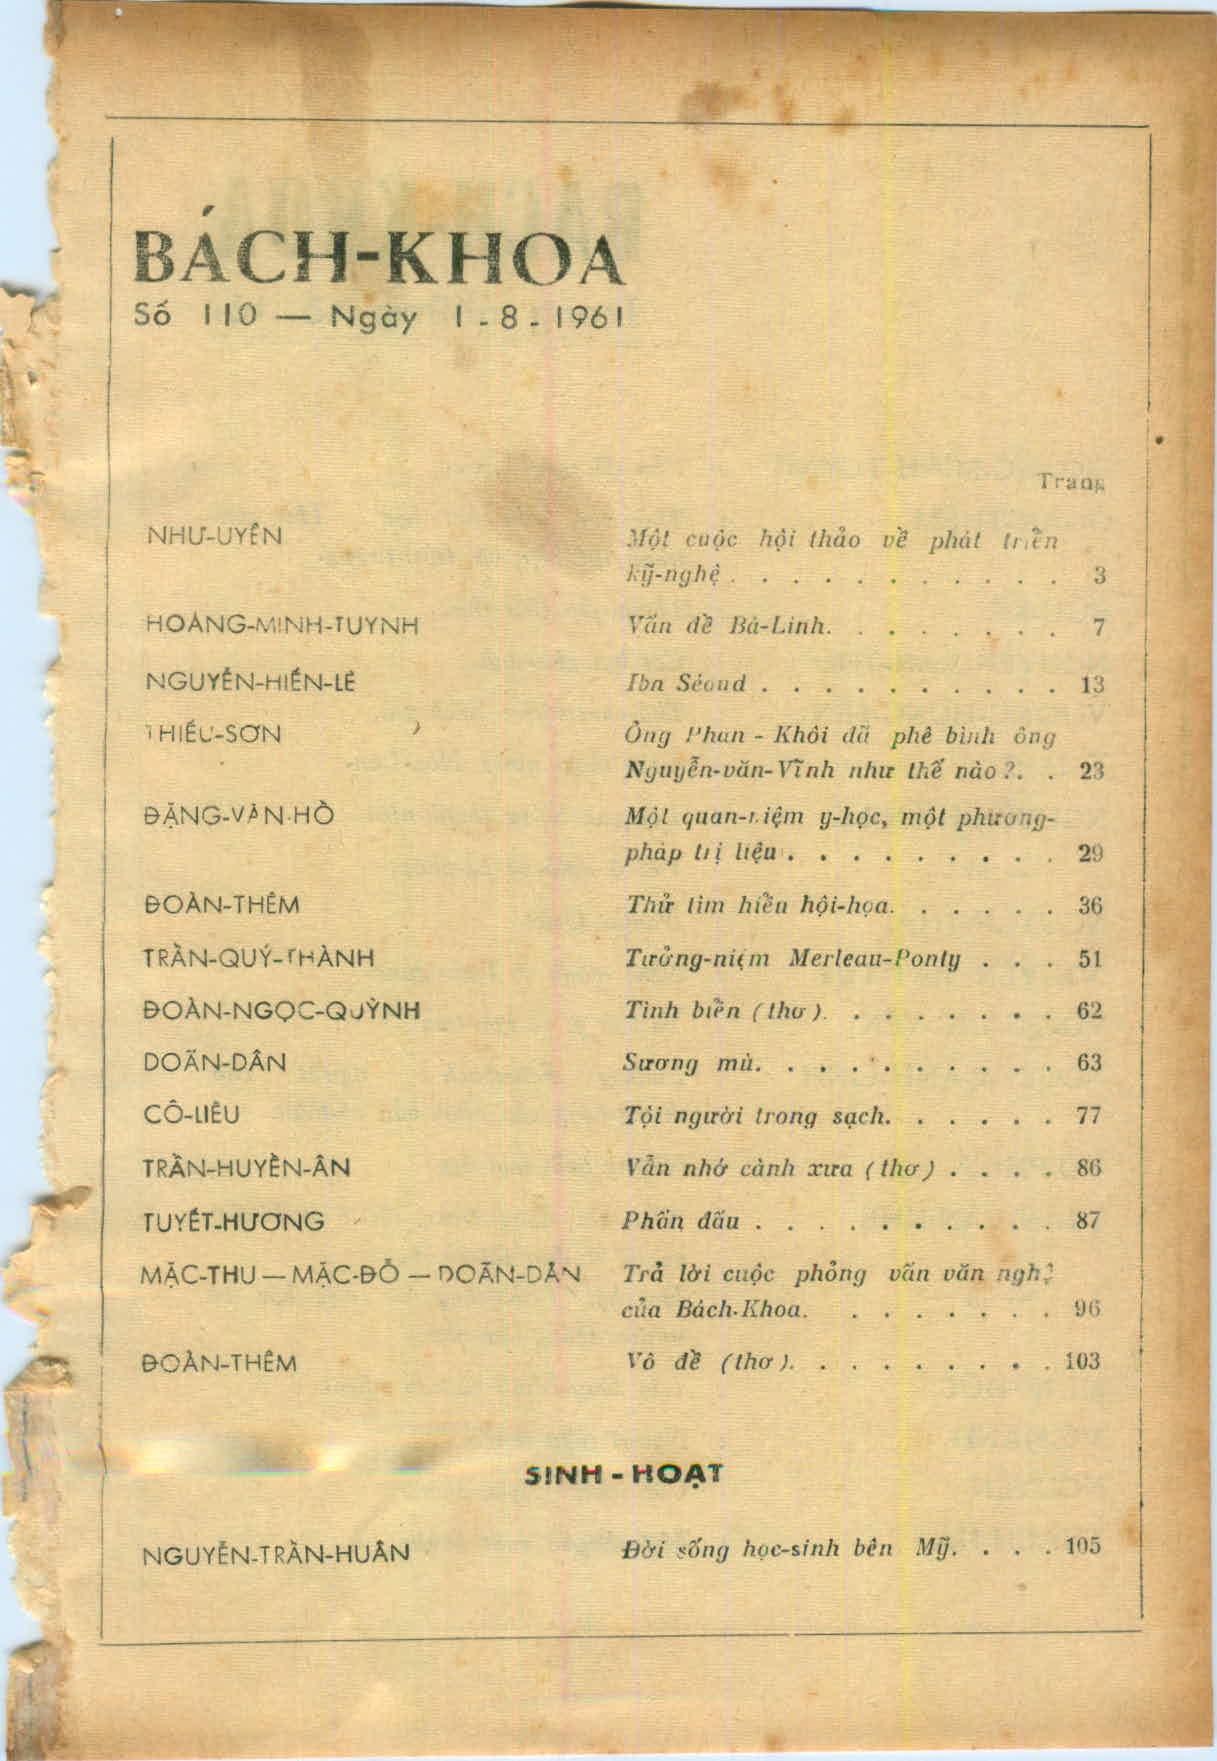 BÁCH-KHOA
Số 110 — Ngày 1-8-1961
Trang
NHƯ-UYÊN Một cuộc hội thảo về phát triển
kỹ-nghệ . . . . . . . . . . . 3
HOÀNG-MINH-TUYNH Vấn đề Bá-Linh. . . . . . . . 7
NGUYỄN-HIẾN-LÊ Ibn Séoud . . . . . . . . . . 13
THIẾU-SƠN Ông Phan - Khôi đã phê bình ông
Nguyễn-văn-Vĩnh như thế nào ?. . 23
ĐẶNG-VĂN-HỒ Một quan-niệm y-học, một phương-
pháp trị liệu . . . . . . . . . 29
ĐOÀN-THÊM Thử tìm hiểu hội-họa. . . . . . 36
TRẦN-QUÝ-THÀNH Tưởng-niệm Merleau-Ponty . . . 51
ĐOÀN-NGỌC-QUỲNH Tình biển (thơ). . . . . . . . 62
DOÃN-DÂN Sương mù. . . . . . . . . . 63
CÔ-LIÊU Tội người trong sạch. . . . . . 77
TRẦN-HUYỀN-ÂN Vẫn nhớ cảnh xưa (thơ) . . . . 86
TUYẾT-HƯƠNG Phấn đấu . . . . . . . . . . 87
MẶC-THU — MẶC-ĐỖ — DOÃN-DÂN Trả lời cuộc phỏng vấn văn nghệ
của Bách-Khoa. . . . . . . . 96
ĐOÀN-THÊM Vô đề (thơ). . . . . . . . . 103
SINH - HOẠT
NGUYỄN-TRẦN-HUÂN Đời sống học-sinh bên Mỹ. . . . 105